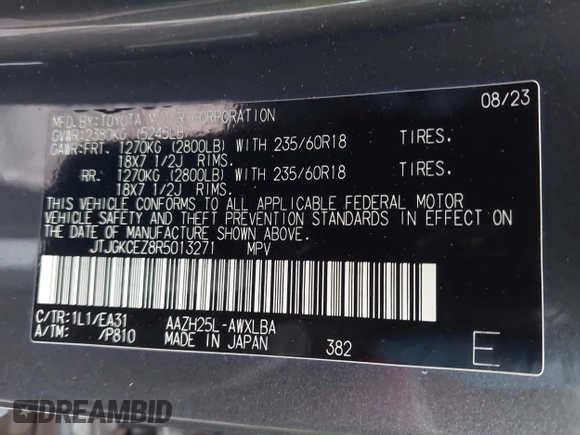 08/23
MFD.BY:TOYOTA MOTOR CORPORATION
GVWR:2380KG (5245LB)
GAWR:FRT. 1270KG (2800LB) WITH 235/60R18 TIRES.
18X7 1/2J RIMS.
RR. 1270KG (2800LB) WITH 235/60R18 TIRES.
18X7 1/2J RIMS.
THIS VEHICLE CONFORMS TO ALL APPLICABLE FEDERAL MOTOR
VEHICLE SAFETY AND THEFT PREVENTION STANDARDS IN EFFECT ON
THE DATE OF MANUFACTURE SHOWN ABOVE.
JTJGKCEZ8R5013271 MPV
C/TR:1L1/EA31 AAZH25L-AWXLBA
A/TM: /P810 MADE IN JAPAN 382 E
DREAMBID